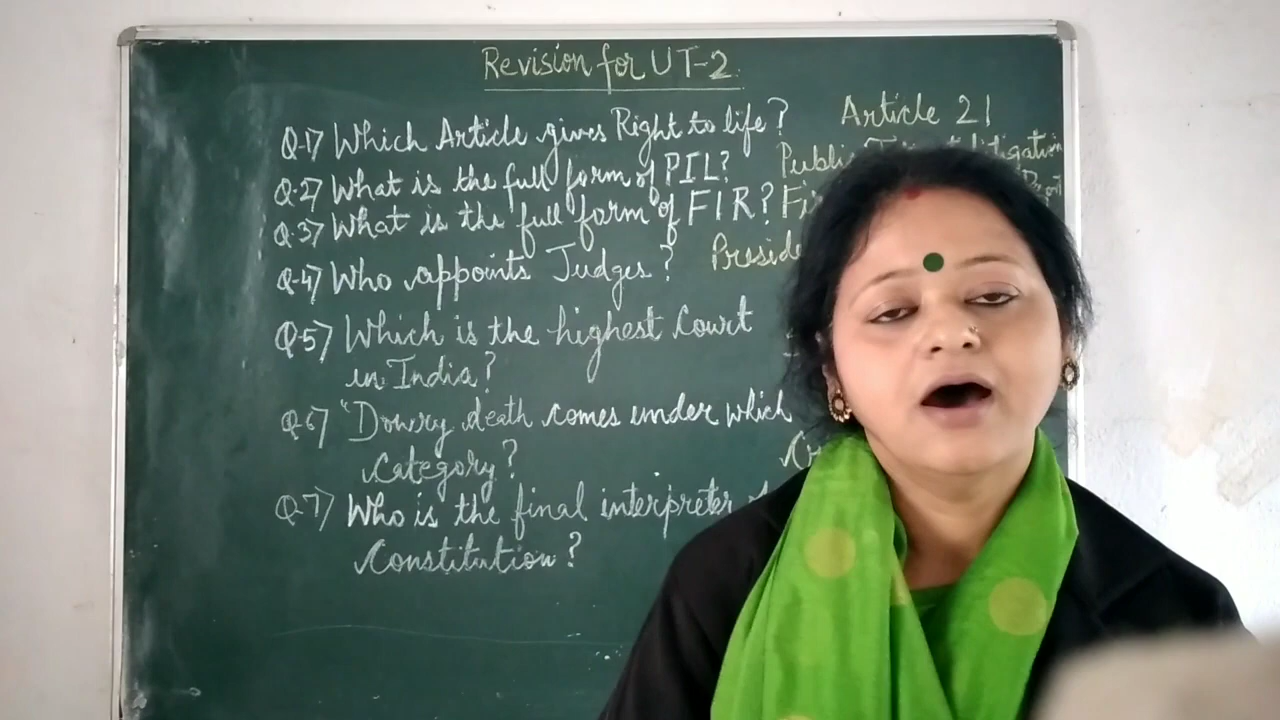 Revision for UT-2.
Q.1> Which Article gives Right to life? Article 21
Q.2> What is the full form of PIL? Public Litigation
Q.3> What is the full form of FIR?
Q.4> Who appoints Judges?
Q.5> Which is the highest Court
in India?
Q.6> "Dowry death comes under which
Category?
Q.7> Who is the final interpreter
Constitution?